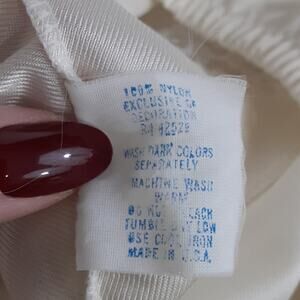 100% NYLON
EXCLUSIVE OF
DECORATION
RN 42528
WASH DARK COLORS
SEPARATELY
MACHINE WASH
WARM
DO NOT BLEACH
TUMBLE DRY LOW
USE COOL IRON
MADE IN U.S.A.